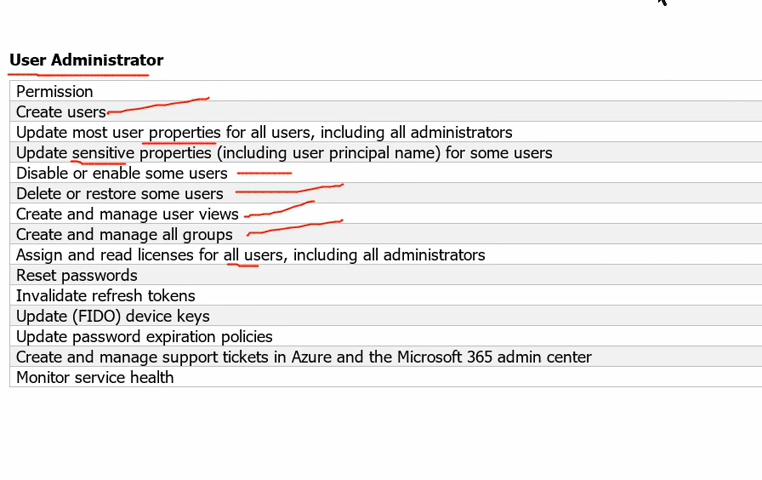 User Administrator
Permission
Create users
Update most user properties for all users, including all administrators
Update sensitive properties (including user principal name) for some users
Disable or enable some users
Delete or restore some users
Create and manage user views
Create and manage all groups
Assign and read licenses for all users, including all administrators
Reset passwords
Invalidate refresh tokens
Update (FIDO) device keys
Update password expiration policies
Create and manage support tickets in Azure and the Microsoft 365 admin center
Monitor service health